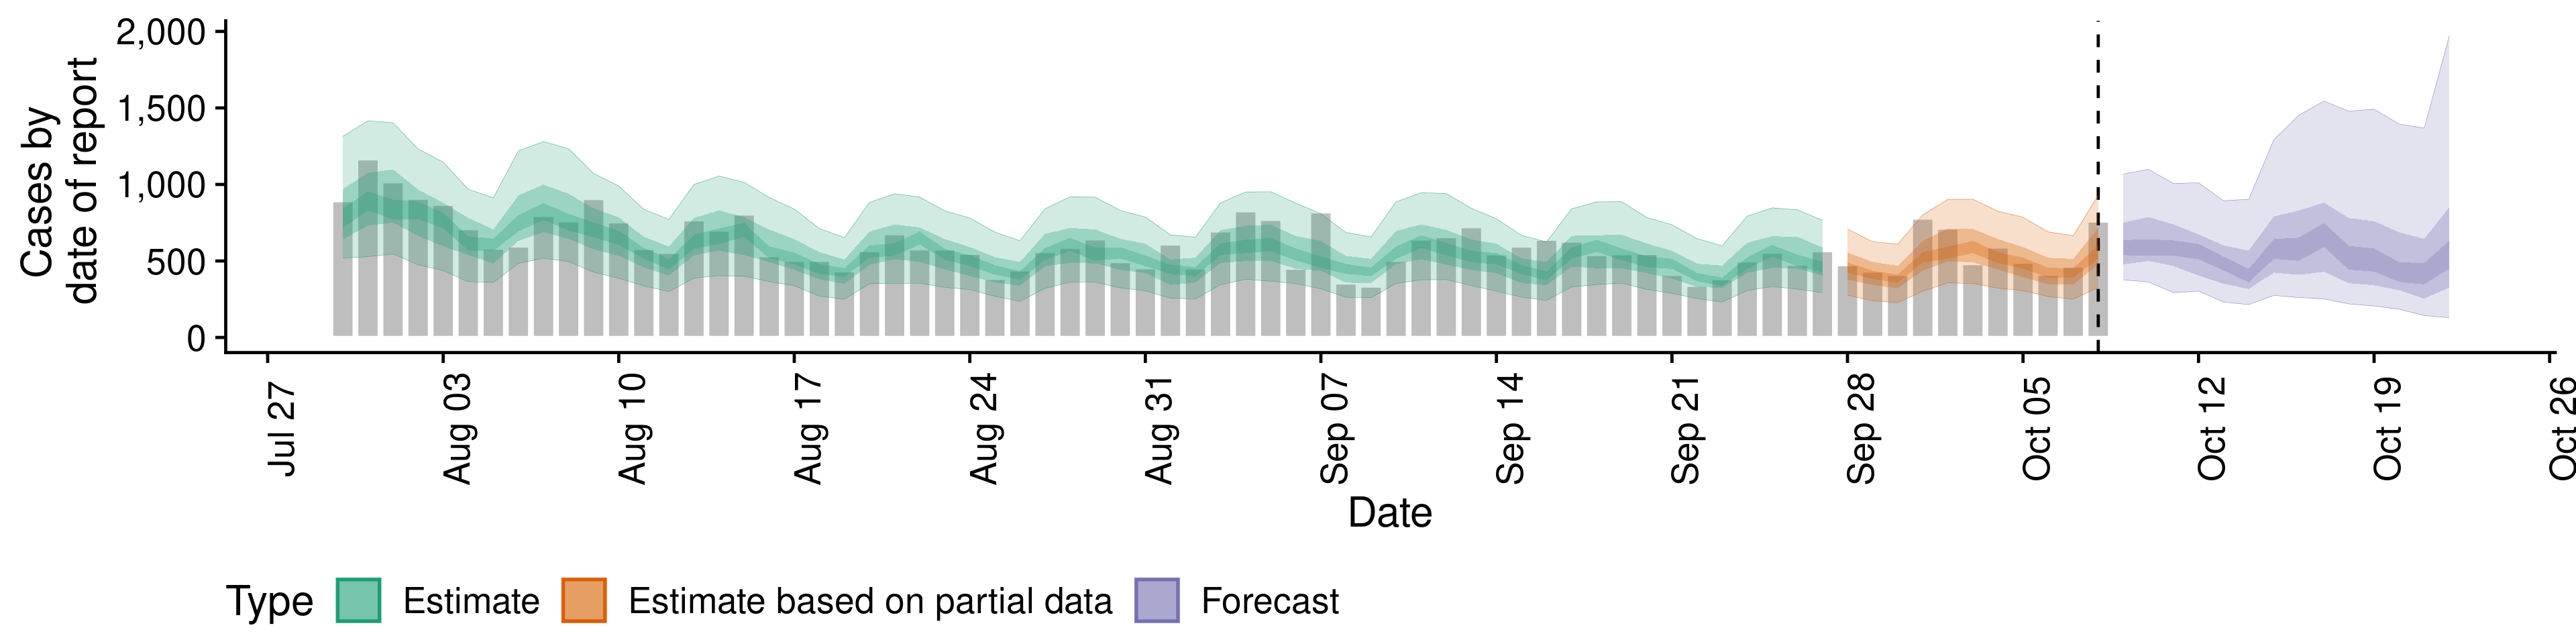 Cases by
date of report
2,000
1,500
1,000
500
0
Jul 27
Aug 03
Aug 10
Aug 17
Aug 24
Aug 31
Sep 07
Sep 14
Sep 21
Sep 28
Oct 05
Oct 12
Oct 19
Oct 26
Date
Type Estimate Estimate based on partial data Forecast